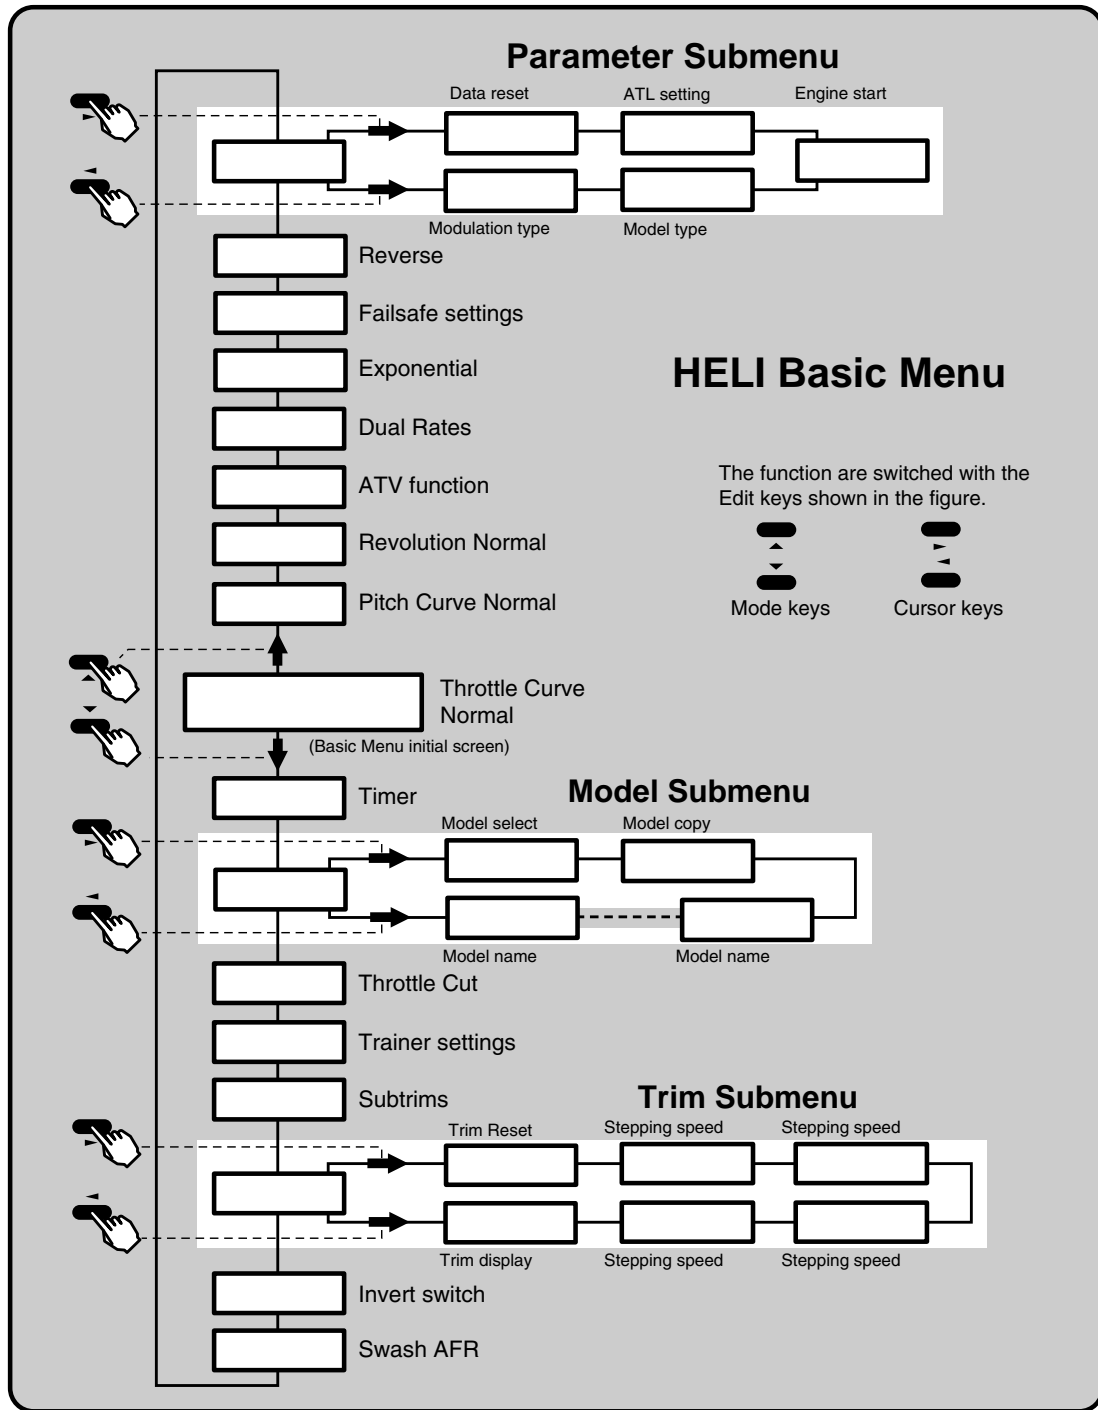 Parameter Submenu
Data reset
ATL setting
Engine start
Modulation type
Model type
Reverse
Failsafe settings
Exponential
HELI Basic Menu
Dual Rates
The function are switched with the
Edit keys shown in the figure.
ATV function
Revolution Normal
Pitch Curve Normal
Mode keys
Cursor keys
Throttle Curve
Normal
(Basic Menu initial screen)
Timer
Model Submenu
Model select
Model copy
Model name
Model name
Throttle Cut
Trainer settings
Subtrims
Trim Submenu
Trim Reset
Stepping speed
Stepping speed
Trim display
Stepping speed
Stepping speed
Invert switch
Swash AFR